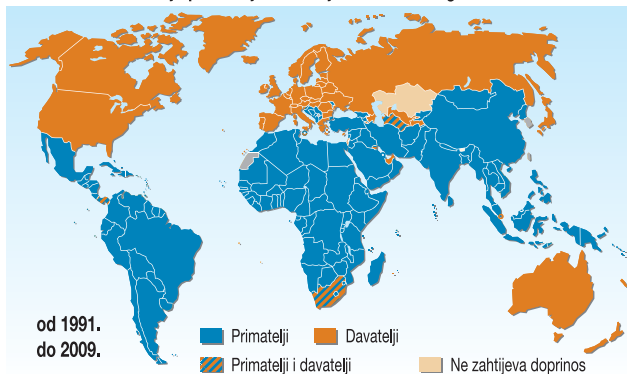 od 1991.
do 2009.
Primatelji
Davatelji
Primatelji i davatelji
Ne zahtijeva doprinos